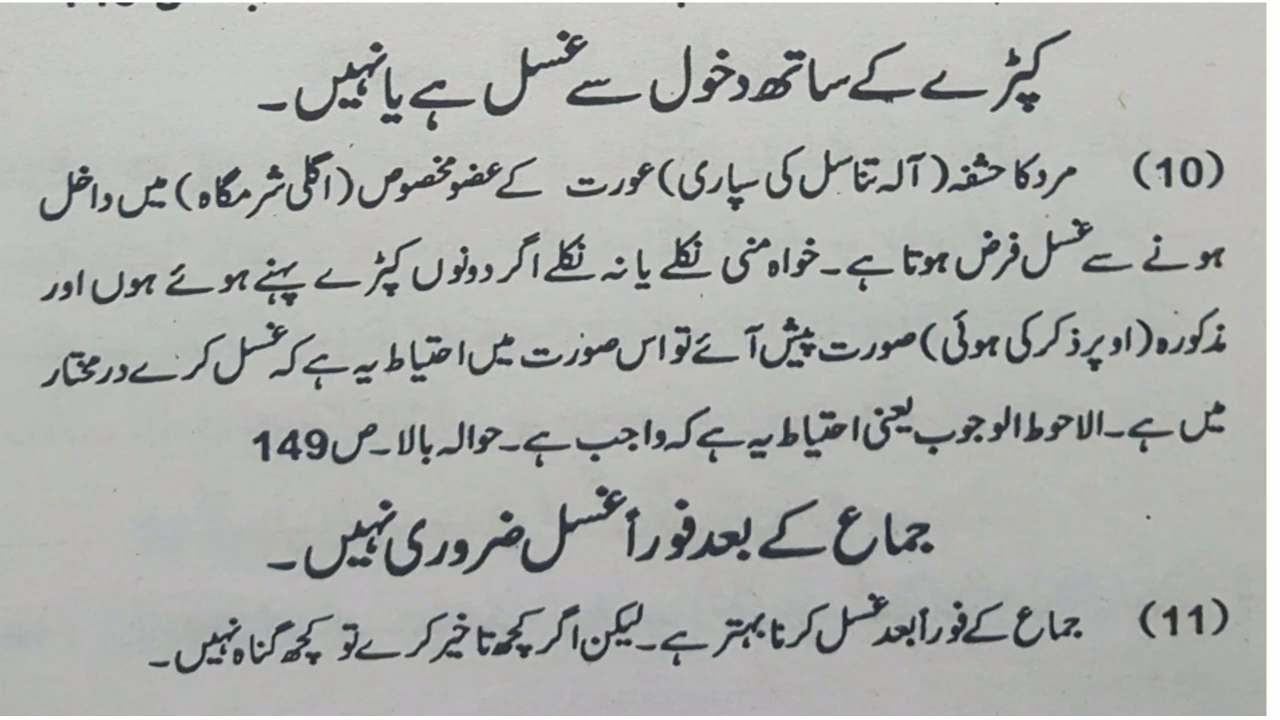 کپڑے کے ساتھ دخول سے غسل ہے یا نہیں۔
(10) مرد کا حشفہ (آلہ تناسل کی سپاری) عورت کے عضو مخصوص (اگلی شرمگاہ) میں داخل
ہونے سے غسل فرض ہوتا ہے۔ خواہ منی نکلے یا نہ نکلے اگر دونوں کپڑے پہنے ہوئے ہوں اور
مذکورہ (اوپر ذکر کی ہوئی) صورت پیش آئے تو اس صورت میں احتیاط یہ ہے کہ غسل کرے درمختار
میں ہے۔ الاحوط الوجوب یعنی احتیاط یہ ہے کہ واجب ہے۔ حوالہ بالا۔ ص 149
جماع کے بعد فوراً غسل ضروری نہیں۔
(11) جماع کے فوراً بعد غسل کرنا بہتر ہے۔ لیکن اگر کچھ تاخیر کرے تو کچھ گناہ نہیں۔